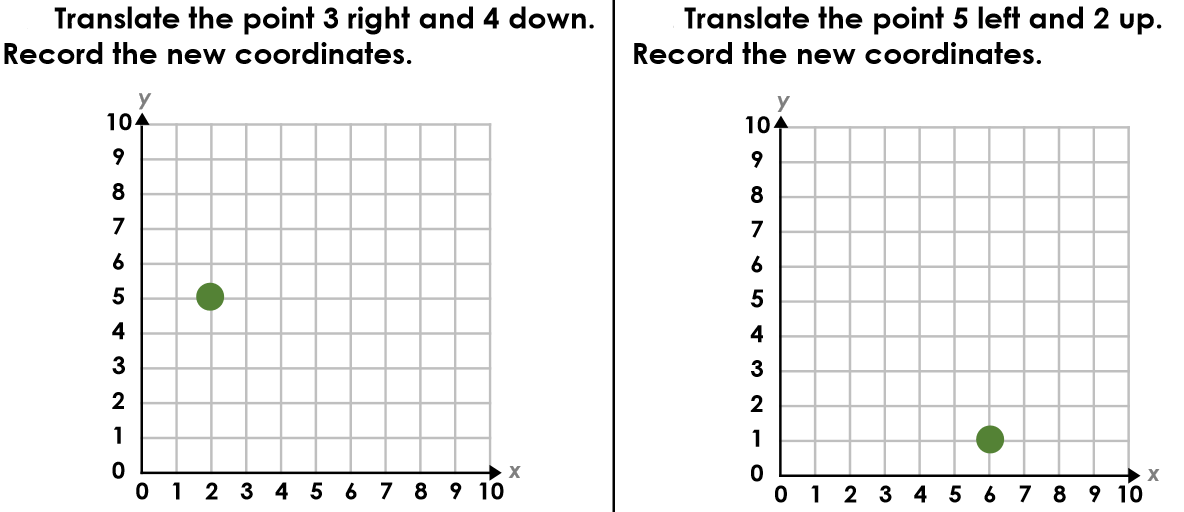 Translate the point 3 right and 4 down.
Record the new coordinates.
y
10
9
8
7
6
5
4
3
2
1
0
0 1 2 3 4 5 6 7 8 9 10
x
Translate the point 5 left and 2 up.
Record the new coordinates.
y
10
9
8
7
6
5
4
3
2
1
0
0 1 2 3 4 5 6 7 8 9 10
x